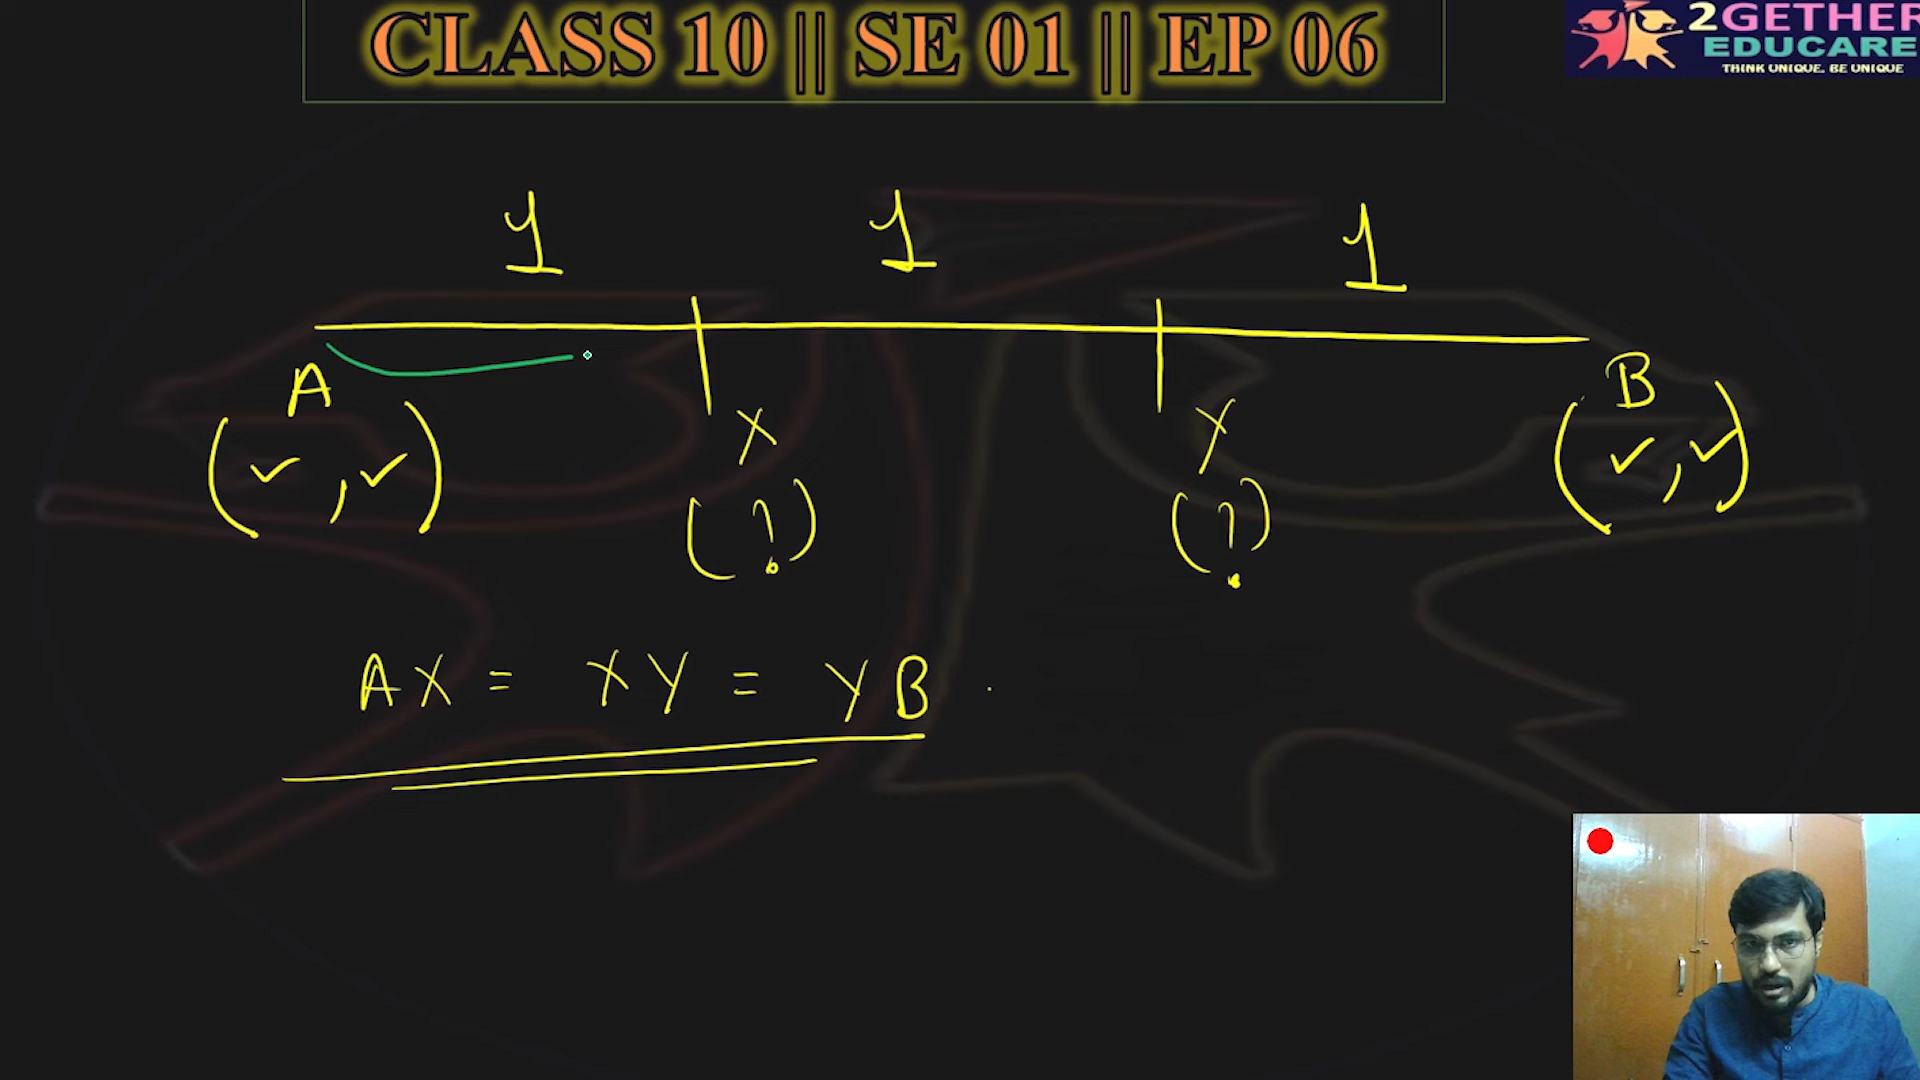 CLASS 10 || SE 01 || EP 06
2GETHER
EDUCARE
THINK UNIQUE, BE UNIQUE
1 1 1
A B
X Y
(✓, ✓) (✓, ✓)
(?) (?)
AX = XY = YB